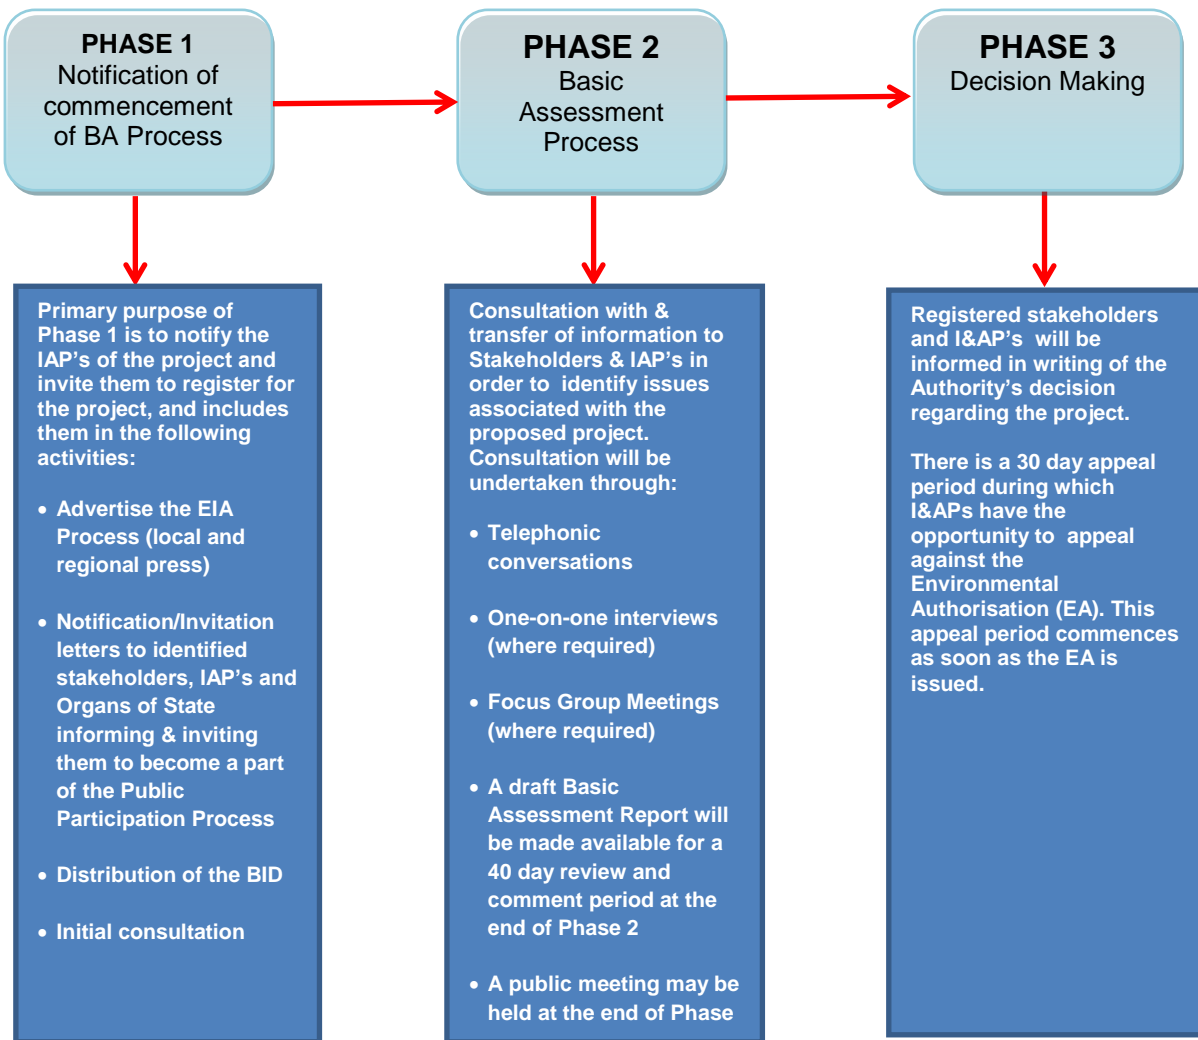 PHASE 1
Notification of
commencement
of BA Process
PHASE 2
Basic
Assessment
Process
PHASE 3
Decision Making
Primary purpose of
Phase 1 is to notify the
IAP's of the project and
invite them to register for
the project, and includes
them in the following
activities:
• Advertise the EIA
Process (local and
regional press)
• Notification/Invitation
letters to identified
stakeholders, IAP's and
Organs of State
informing & inviting
them to become a part
of the Public
Participation Process
• Distribution of the BID
• Initial consultation
Consultation with &
transfer of information to
Stakeholders & IAP's in
order to  identify issues
associated with the
proposed project.
Consultation will be
undertaken through:
• Telephonic
conversations
• One-on-one interviews
(where required)
• Focus Group Meetings
(where required)
• A draft Basic
Assessment Report will
be made available for a
40 day review and
comment period at the
end of Phase 2
• A public meeting may be
held at the end of Phase
Registered stakeholders
and I&AP's  will be
informed in writing of the
Authority's decision
regarding the project.
There is a 30 day appeal
period during which
I&APs have the
opportunity to  appeal
against the
Environmental
Authorisation (EA). This
appeal period commences
as soon as the EA is
issued.